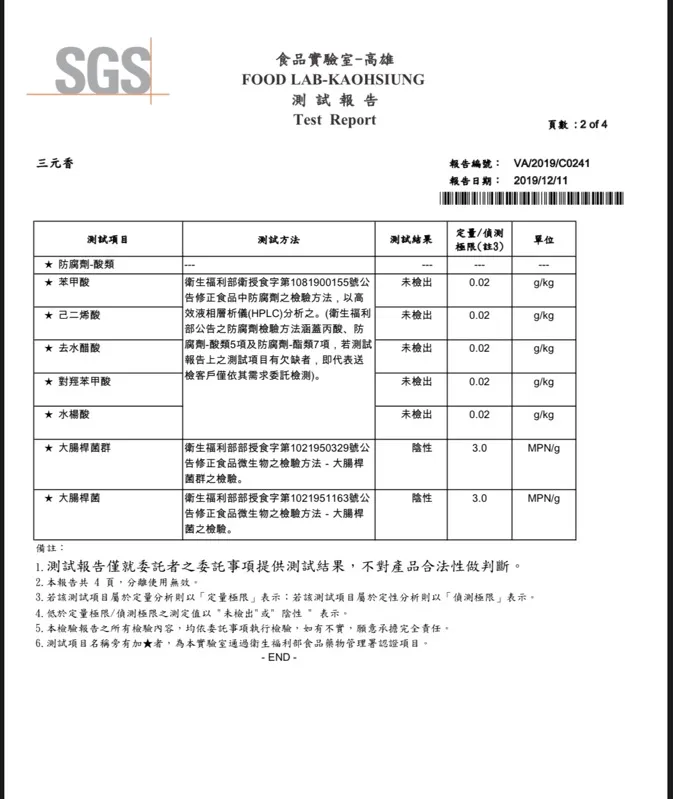 SGS
食品實驗室-高雄
FOOD LAB-KAOHSIUNG
測 試 報 告
Test Report
頁數 : 2 of 4
三元香
報告編號： VA/2019/C0241
報告日期： 2019/12/11
測試項目 測試方法 測試結果 定量/偵測極限(註3) 單位
★ 防腐劑-酸類 --- --- --- ---
★ 苯甲酸 未檢出 0.02 g/kg
★ 己二烯酸 未檢出 0.02 g/kg
★ 去水醋酸 未檢出 0.02 g/kg
★ 對羥苯甲酸 未檢出 0.02 g/kg
★ 水楊酸 未檢出 0.02 g/kg
衛生福利部衛授食字第1081900155號公
告修正食品中防腐劑之檢驗方法，以高
效液相層析儀(HPLC)分析之。(衛生福利
部公告之防腐劑檢驗方法涵蓋丙酸、防
腐劑-酸類5項及防腐劑-酯類7項，若測試
報告上之測試項目有欠缺者，即代表送
檢客戶僅依其需求委託檢測)。
★ 大腸桿菌群 陰性 3.0 MPN/g
衛生福利部部授食字第1021950329號公
告修正食品微生物之檢驗方法－大腸桿
菌群之檢驗。
★ 大腸桿菌 陰性 3.0 MPN/g
衛生福利部部授食字第1021951163號公
告修正食品微生物之檢驗方法－大腸桿
菌之檢驗。
備註：
1.測試報告僅就委託者之委託事項提供測試結果，不對產品合法性做判斷。
2.本報告共 4 頁，分離使用無效。
3.若該測試項目屬於定量分析則以「定量極限」表示；若該測試項目屬於定性分析則以「偵測極限」表示。
4.低於定量極限/偵測極限之測定值以 "未檢出"或" 陰性 " 表示。
5.本檢驗報告之所有檢驗內容，均依委託事項執行檢驗，如有不實，願意承擔完全責任。
6.測試項目名稱旁有加★者，為本實驗室通過衛生福利部食品藥物管理署認證項目。
- END -